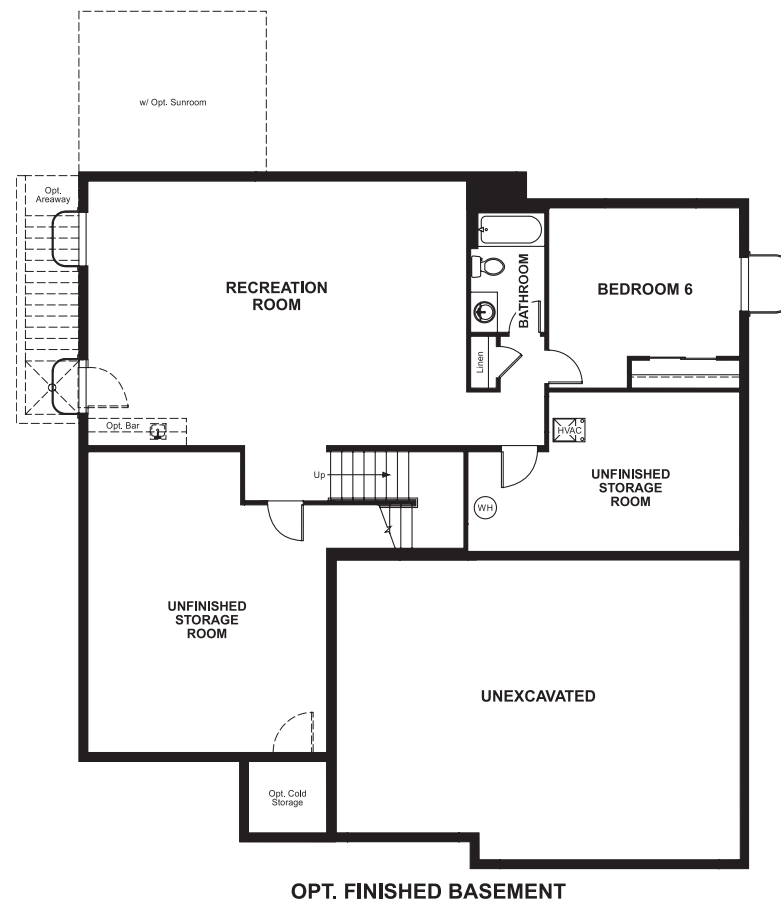 w/ Opt. Sunroom
Opt.
Areaway
RECREATION
ROOM
BATHROOM
BEDROOM 6
Linen
Opt. Bar
HVAC
Up
UNFINISHED
STORAGE
ROOM
WH
UNFINISHED
STORAGE
ROOM
UNEXCAVATED
Opt. Cold
Storage
OPT. FINISHED BASEMENT